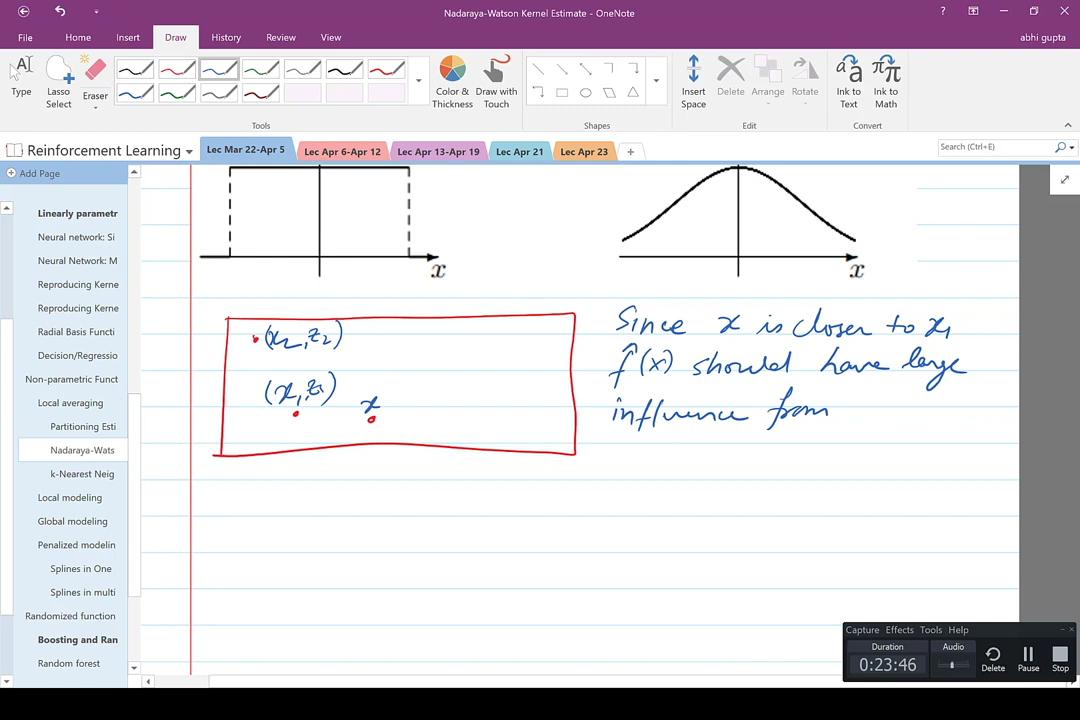 Nadaraya-Watson Kernel Estimate - OneNote
File Home Insert Draw History Review View
abhi gupta
Type
Lasso Select
Eraser
Color & Thickness
Draw with Touch
Insert Space
Delete
Arrange
Rotate
Ink to Text
Ink to Math
Tools
Shapes
Edit
Convert
Reinforcement Learning
Lec Mar 22-Apr 5
Lec Apr 6-Apr 12
Lec Apr 13-Apr 19
Lec Apr 21
Lec Apr 23
Search (Ctrl+E)
Add Page
Linearly parametr
Neural network: Si
Neural Network: M
Reproducing Kerne
Reproducing Kerne
Radial Basis Functi
Decision/Regressio
Non-parametric Funct
Local averaging
Partitioning Esti
Nadaraya-Wats
k-Nearest Neig
Local modeling
Global modeling
Penalized modelin
Splines in One
Splines in multi
Randomized function
Boosting and Ran
Random forest
x
x
(x₂, z₂)
(x₁, z₁)
x
Since x is closer to x₁
f̂(x) should have large
influence from
Capture Effects Tools Help
Duration
0:23:46
Audio
Delete
Pause
Stop